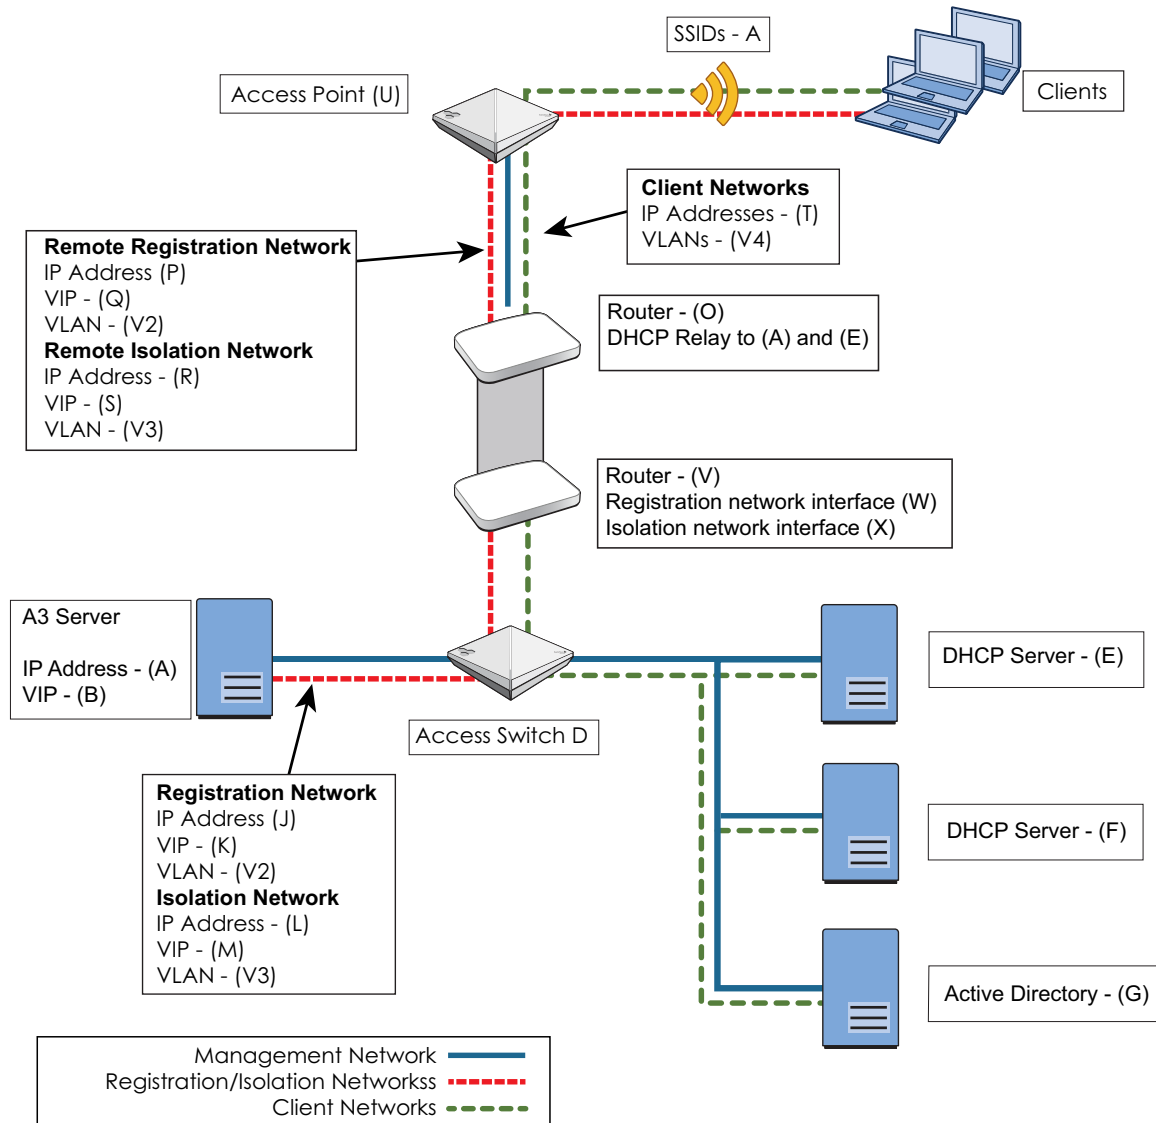 SSIDs - A
Access Point (U)
Clients
Client Networks
IP Addresses - (T)
VLANs - (V4)
Remote Registration Network
IP Address (P)
VIP - (Q)
VLAN - (V2)
Remote Isolation Network
IP Address - (R)
VIP - (S)
VLAN - (V3)
Router - (O)
DHCP Relay to (A) and (E)
Router - (V)
Registration network interface (W)
Isolation network interface (X)
A3 Server
IP Address - (A)
VIP - (B)
DHCP Server - (E)
Access Switch D
Registration Network
IP Address (J)
VIP - (K)
VLAN - (V2)
Isolation Network
IP Address - (L)
VIP - (M)
VLAN - (V3)
DHCP Server - (F)
Active Directory - (G)
Management Network
Registration/Isolation Networkss
Client Networks